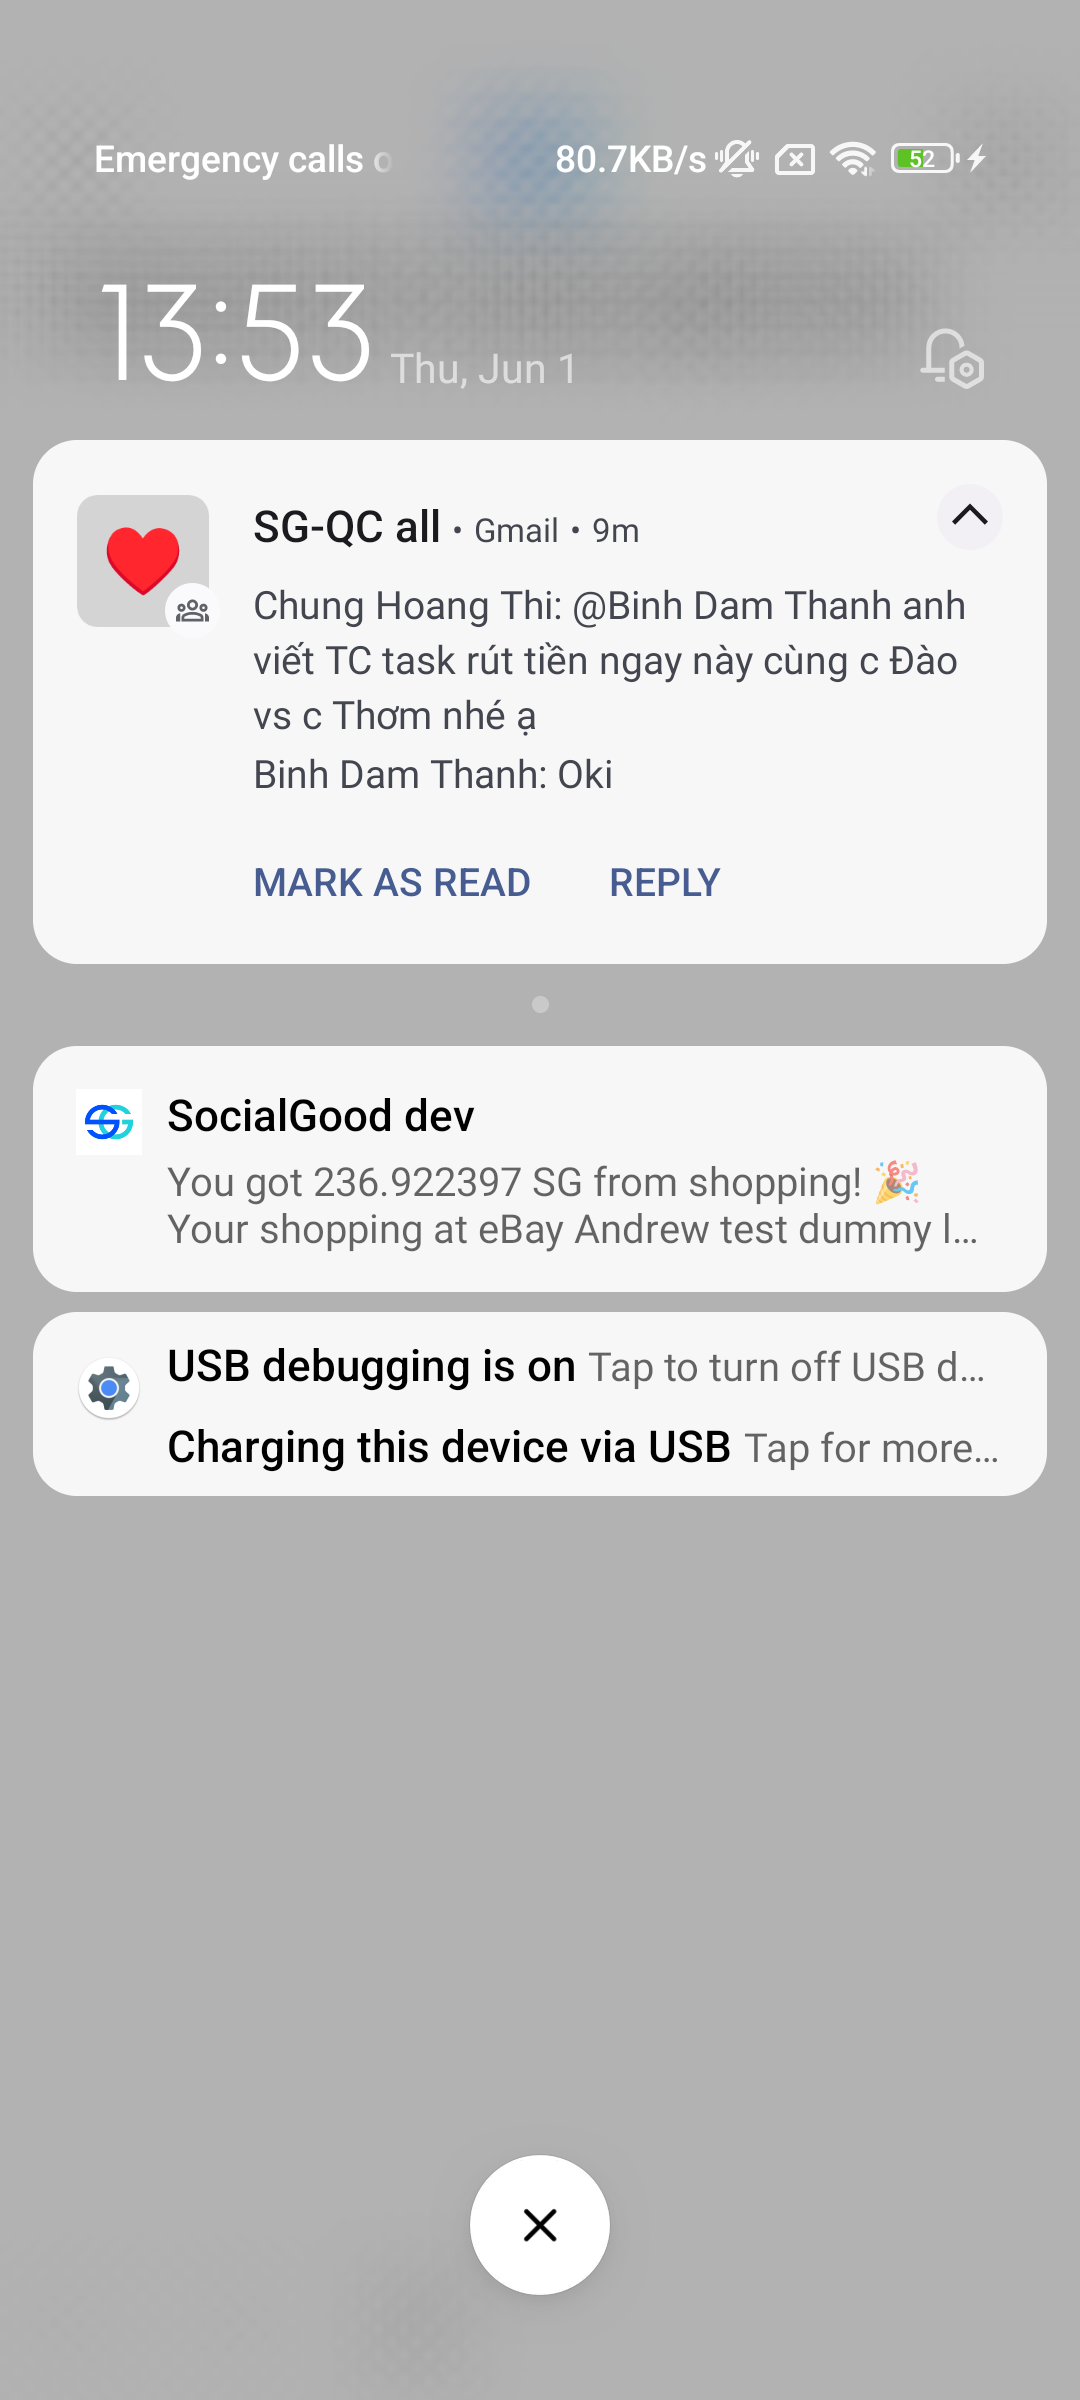 Emergency calls
80.7KB/s 52
13:53 Thu, Jun 1
SG-QC all • Gmail • 9m
Chung Hoang Thi: @Binh Dam Thanh anh
viết TC task rút tiền ngay này cùng c Đào
vs c Thơm nhé ạ
Binh Dam Thanh: Oki
MARK AS READ REPLY
SocialGood dev
You got 236.922397 SG from shopping! 🎉
Your shopping at eBay Andrew test dummy l...
USB debugging is on Tap to turn off USB d...
Charging this device via USB Tap for more...